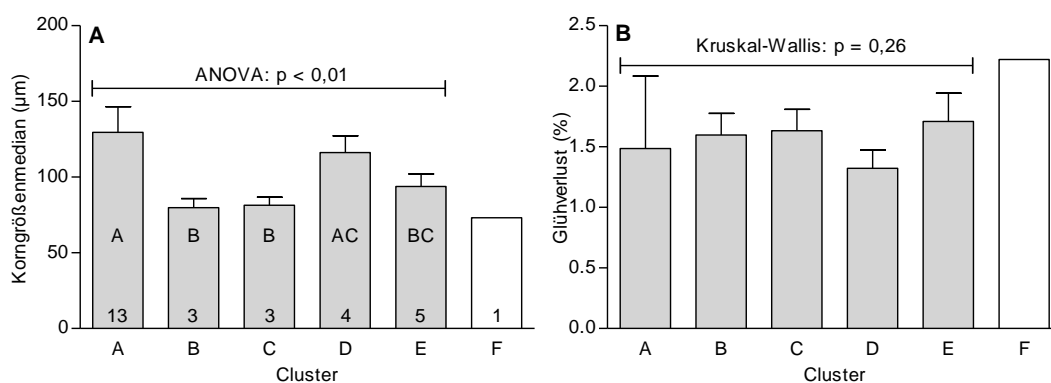 A
ANOVA: p < 0,01
Korngrößenmedian (µm)
200
150
100
50
0
A B B AC BC
13 3 3 4 5 1
A B C D E F
Cluster
B
Kruskal-Wallis: p = 0,26
Glühverlust (%)
2.5
2.0
1.5
1.0
0.5
0.0
A B C D E F
Cluster